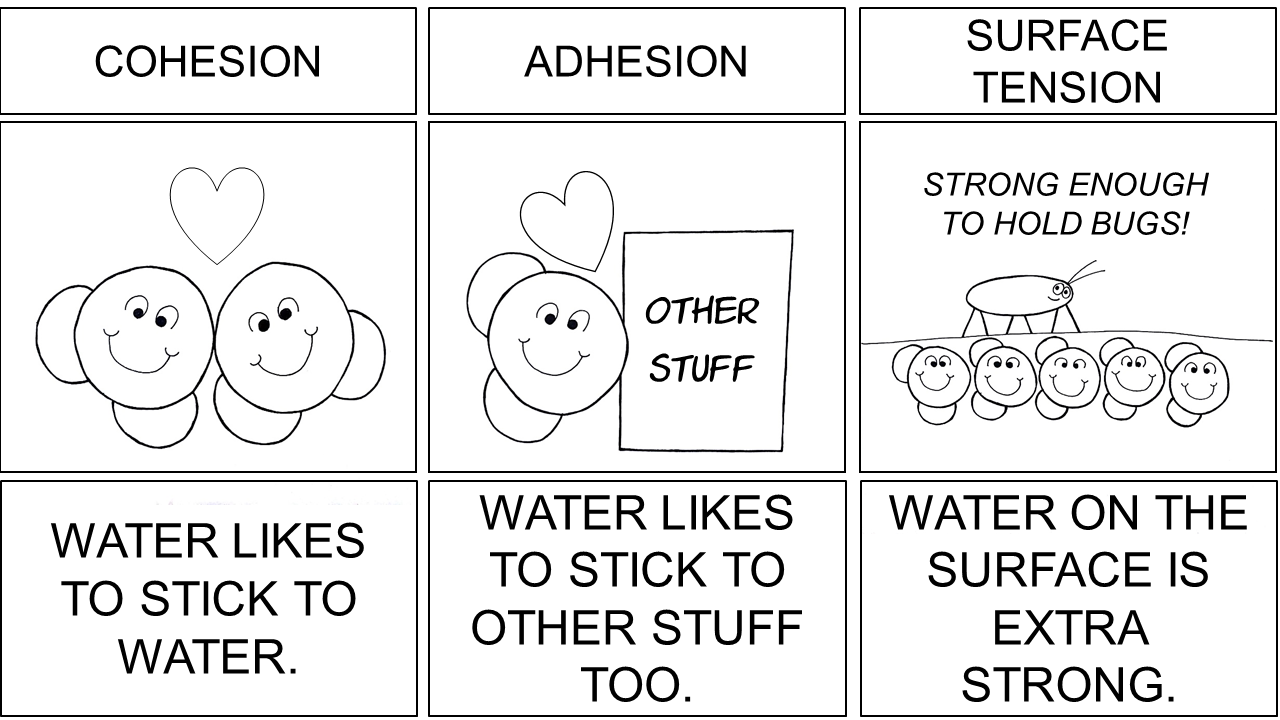 COHESION
ADHESION
SURFACE
TENSION
OTHER
STUFF
STRONG ENOUGH
TO HOLD BUGS!
WATER LIKES
TO STICK TO
WATER.
WATER LIKES
TO STICK TO
OTHER STUFF
TOO.
WATER ON THE
SURFACE IS
EXTRA
STRONG.